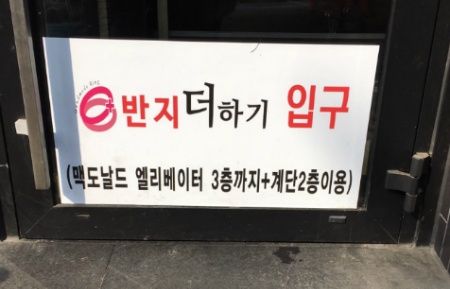 반지더하기 입구
(맥도날드 엘리베이터 3층까지+계단2층이용)